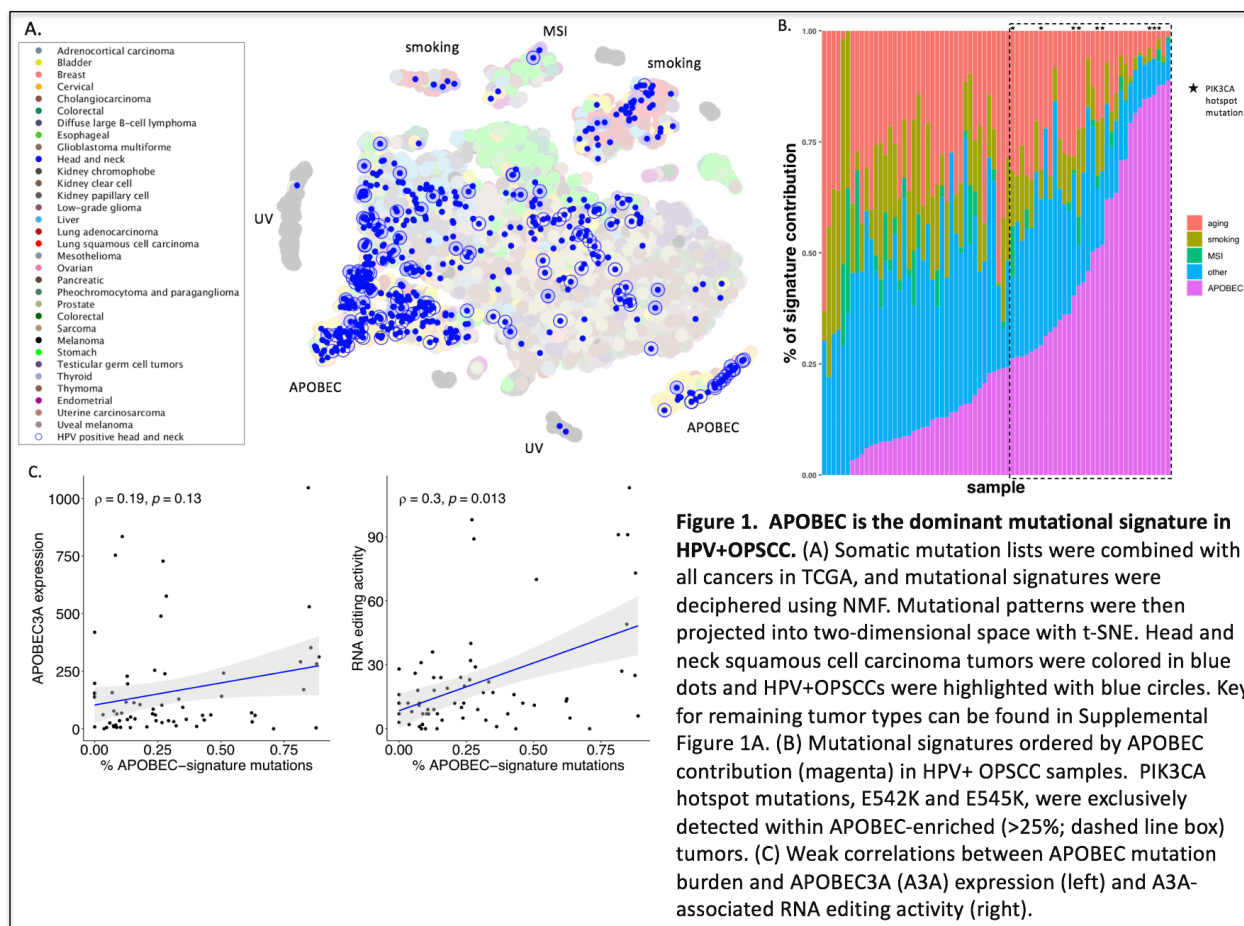 A.
Adrenocortical carcinoma
Bladder
Breast
Cervical
Cholangiocarcinoma
Colorectal
Diffuse large B-cell lymphoma
Esophageal
Glioblastoma multiforme
Head and neck
Kidney chromophobe
Kidney clear cell
Kidney papillary cell
Low-grade glioma
Liver
Lung adenocarcinoma
Lung squamous cell carcinoma
Mesothelioma
Ovarian
Pancreatic
Pheochromocytoma and paraganglioma
Prostate
Colorectal
Sarcoma
Melanoma
Stomach
Testicular germ cell tumors
Thyroid
Thymoma
Endometrial
Uterine carcinosarcoma
Uveal melanoma
HPV positive head and neck
smoking
MSI
smoking
UV
APOBEC
UV
APOBEC
B.
% of signature contribution
1.00
0.75
0.50
0.25
0.00
sample
★ PIK3CA
hotspot
mutation
aging
smoking
MSI
other
APOBEC
C.
APOBEC3A expression
1000
750
500
250
0
ρ = 0.19, p = 0.13
0.00 0.25 0.50 0.75
% APOBEC−signature mutations
RNA editing activity
90
60
30
0
ρ = 0.3, p = 0.013
0.00 0.25 0.50 0.75
% APOBEC−signature mutations
Figure 1. APOBEC is the dominant mutational signature in
HPV+OPSCC. (A) Somatic mutation lists were combined with
all cancers in TCGA, and mutational signatures were
deciphered using NMF. Mutational patterns were then
projected into two-dimensional space with t-SNE. Head and
neck squamous cell carcinoma tumors were colored in blue
dots and HPV+OPSCCs were highlighted with blue circles. Key
for remaining tumor types can be found in Supplemental
Figure 1A. (B) Mutational signatures ordered by APOBEC
contribution (magenta) in HPV+ OPSCC samples. PIK3CA
hotspot mutations, E542K and E545K, were exclusively
detected within APOBEC-enriched (>25%; dashed line box)
tumors. (C) Weak correlations between APOBEC mutation
burden and APOBEC3A (A3A) expression (left) and A3A-
associated RNA editing activity (right).